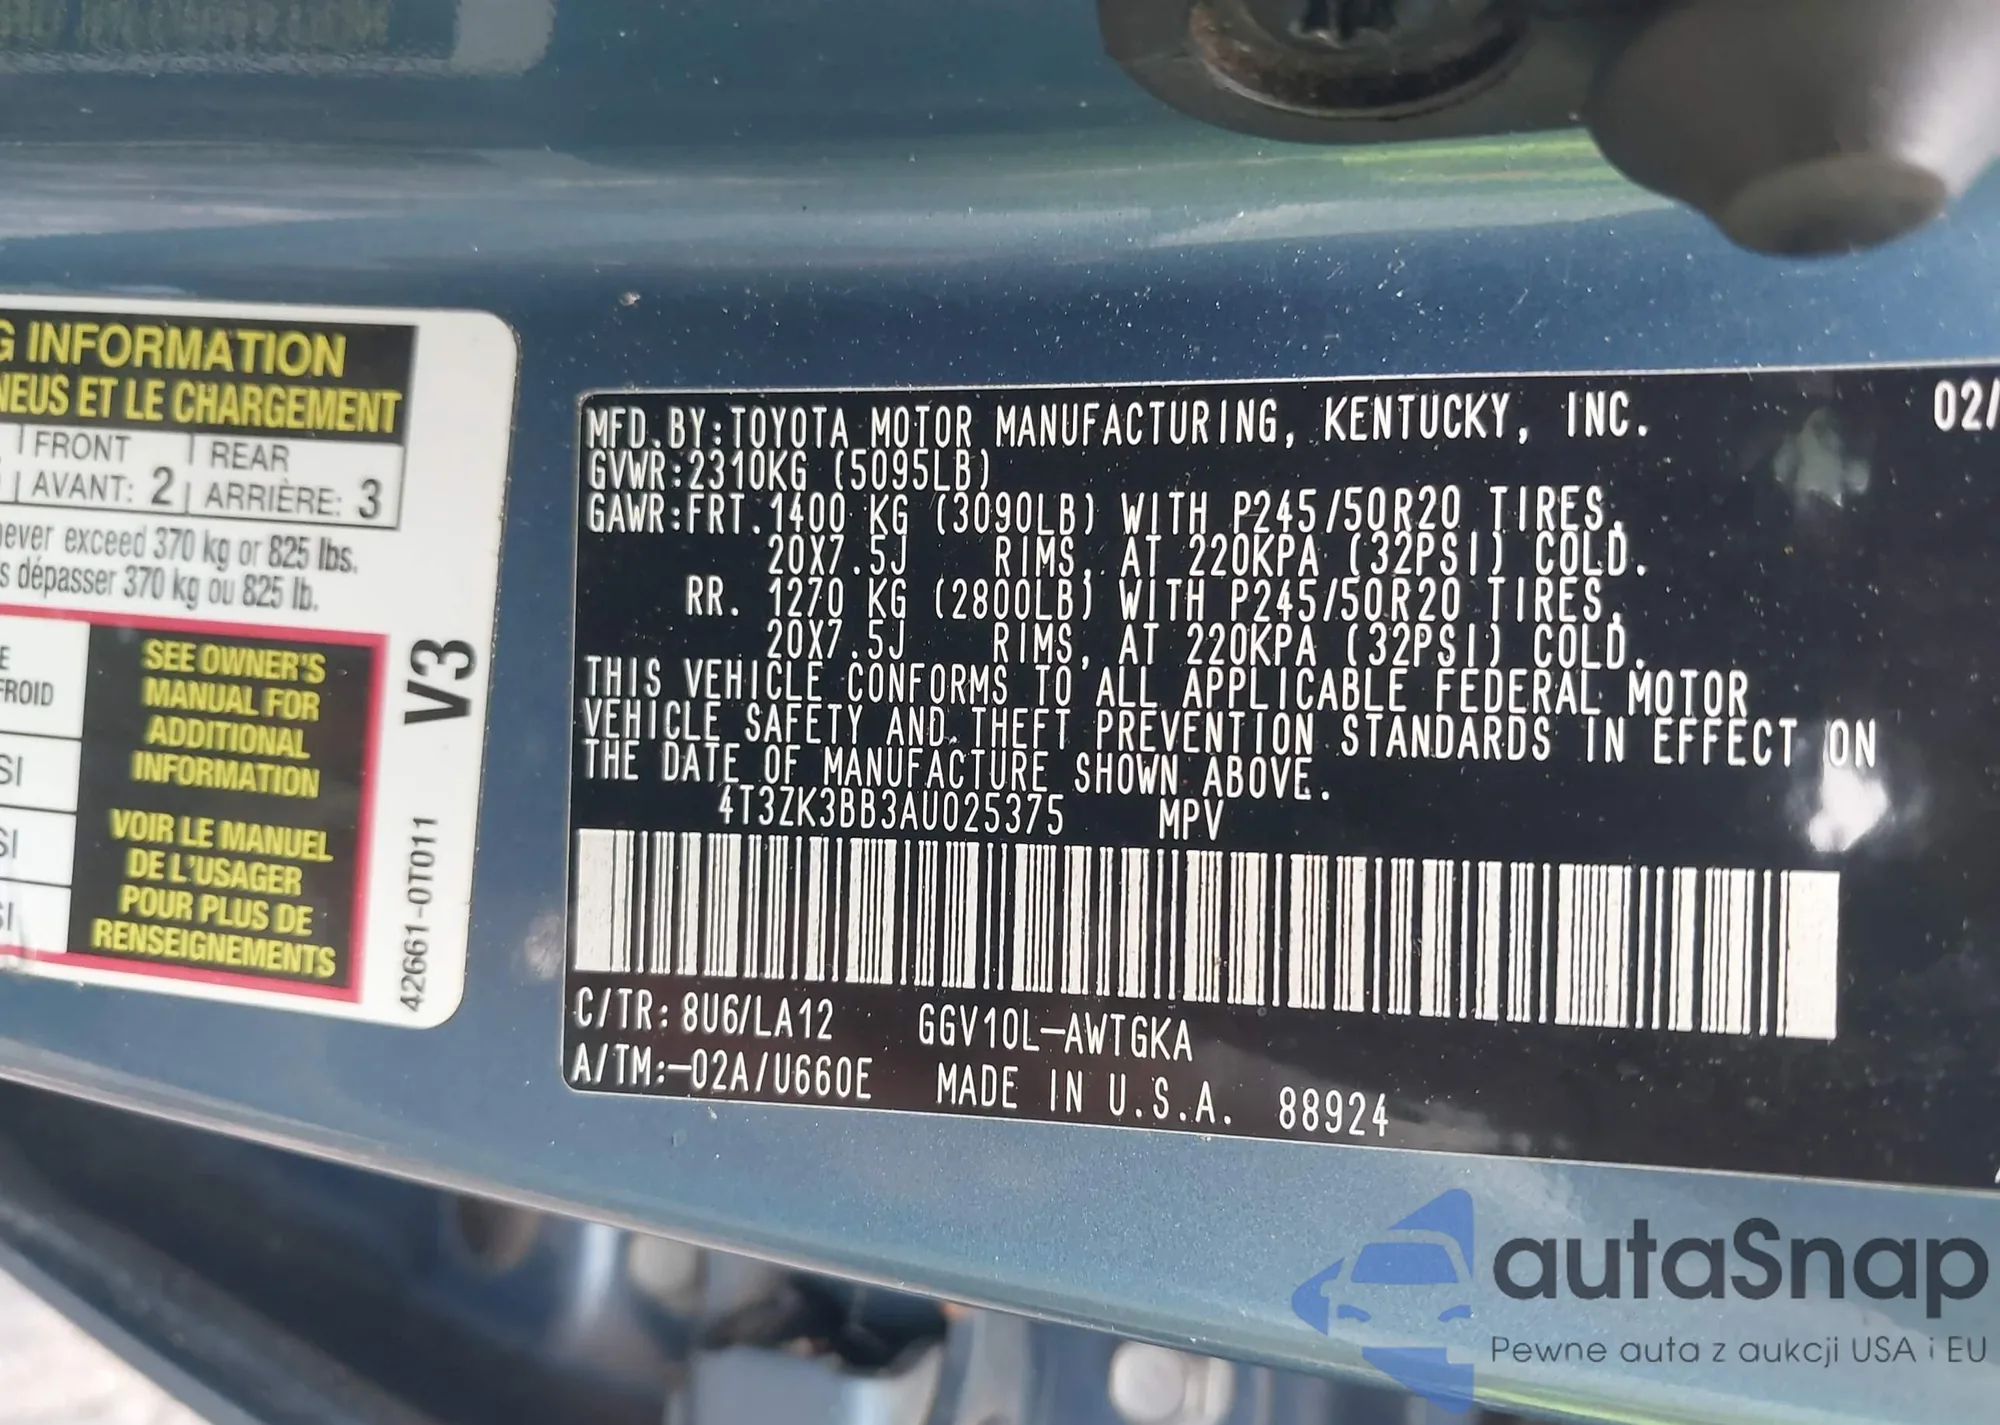 G INFORMATION
NEUS ET LE CHARGEMENT
FRONT REAR
AVANT: 2 ARRIÈRE: 3
never exceed 370 kg or 825 lbs.
s dépasser 370 kg ou 825 lb.
E
FROID
SI
SI
SI
SEE OWNER'S
MANUAL FOR
ADDITIONAL
INFORMATION
VOIR LE MANUEL
DE L'USAGER
POUR PLUS DE
RENSEIGNEMENTS
V3
42661-0T011
MFD.BY:TOYOTA MOTOR MANUFACTURING, KENTUCKY, INC. 02/
GVWR:2310KG (5095LB)
GAWR:FRT.1400 KG (3090LB) WITH P245/50R20 TIRES,
20X7.5J RIMS, AT 220KPA (32PSI) COLD.
RR. 1270 KG (2800LB) WITH P245/50R20 TIRES,
20X7.5J RIMS, AT 220KPA (32PSI) COLD.
THIS VEHICLE CONFORMS TO ALL APPLICABLE FEDERAL MOTOR
VEHICLE SAFETY AND THEFT PREVENTION STANDARDS IN EFFECT ON
THE DATE OF MANUFACTURE SHOWN ABOVE.
4T3ZK3BB3AU025375 MPV
C/TR: 8U6/LA12 GGV10L-AWTGKA
A/TM:-02A/U660E MADE IN U.S.A. 88924
autaSnap
Pewne auta z aukcji USA i EU